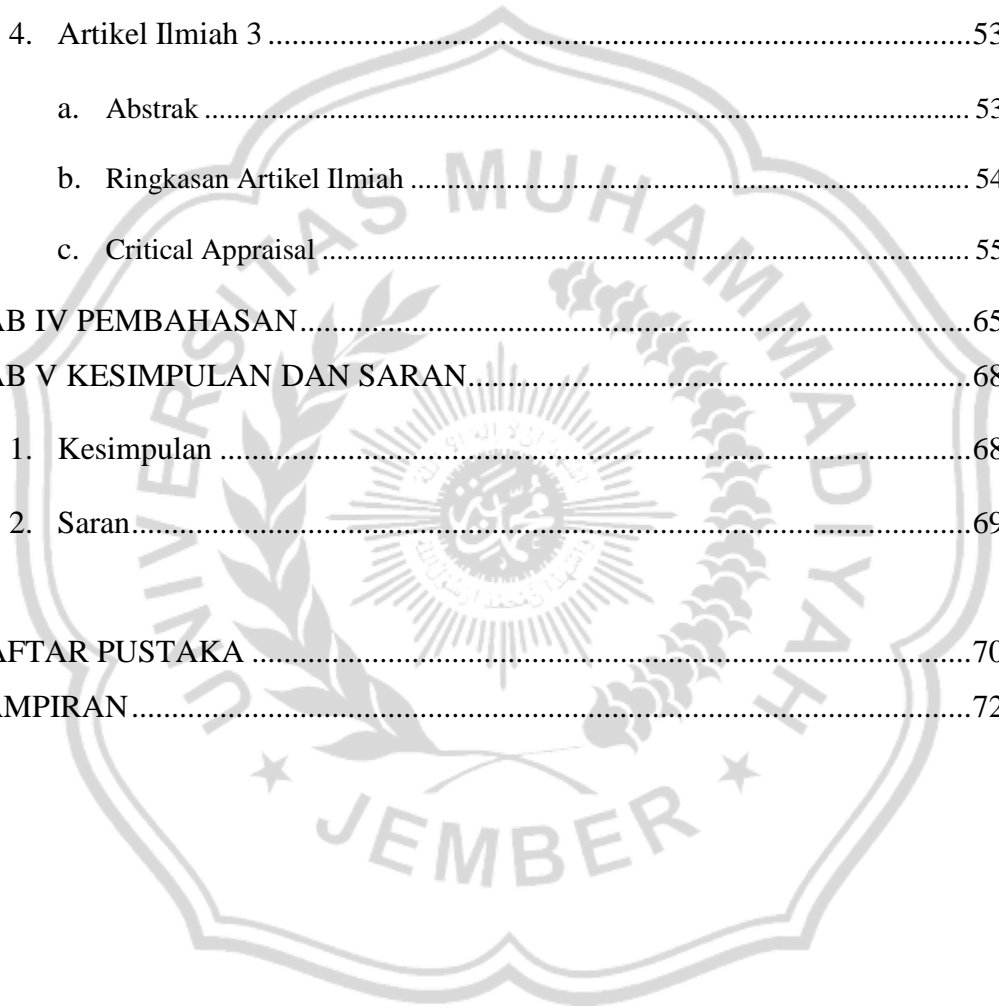 4. Artikel Ilmiah 3 ........................................................ 53
a. Abstrak ........................................................ 53
b. Ringkasan Artikel Ilmiah ........................................................ 54
c. Critical Appraisal ........................................................ 55
AB IV PEMBAHASAN ........................................................ 65
AB V KESIMPULAN DAN SARAN ........................................................ 68
1. Kesimpulan ........................................................ 68
2. Saran ........................................................ 69
AFTAR PUSTAKA ........................................................ 70
AMPIRAN ........................................................ 72
UNIVERSITAS MUHAMMADIYAH
JEMBER